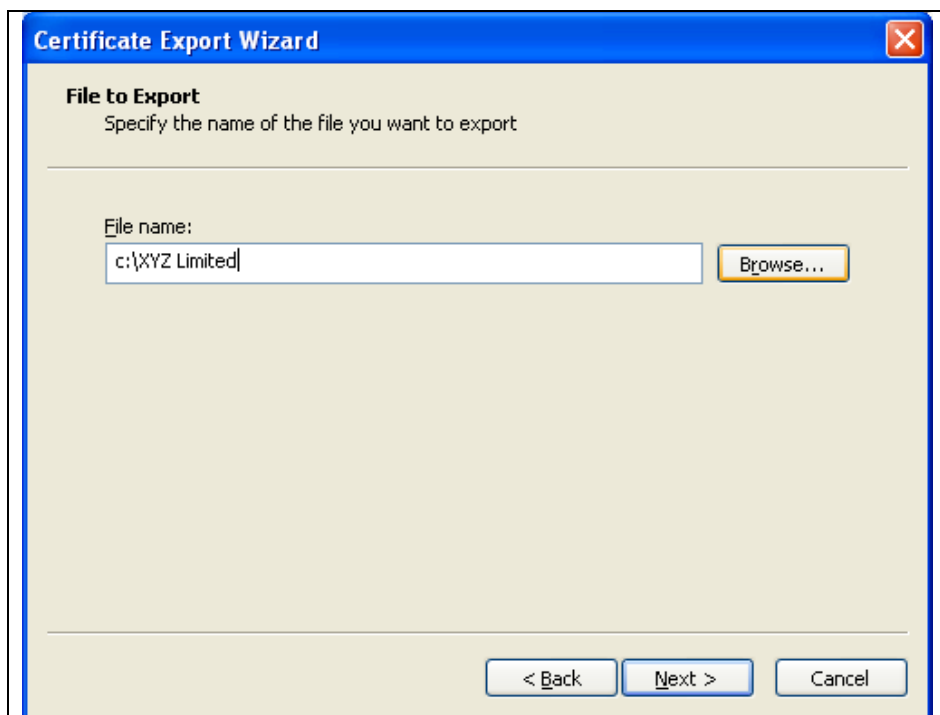 Certificate Export Wizard
File to Export
Specify the name of the file you want to export
File name:
c:\XYZ Limited
Browse...
< Back
Next >
Cancel